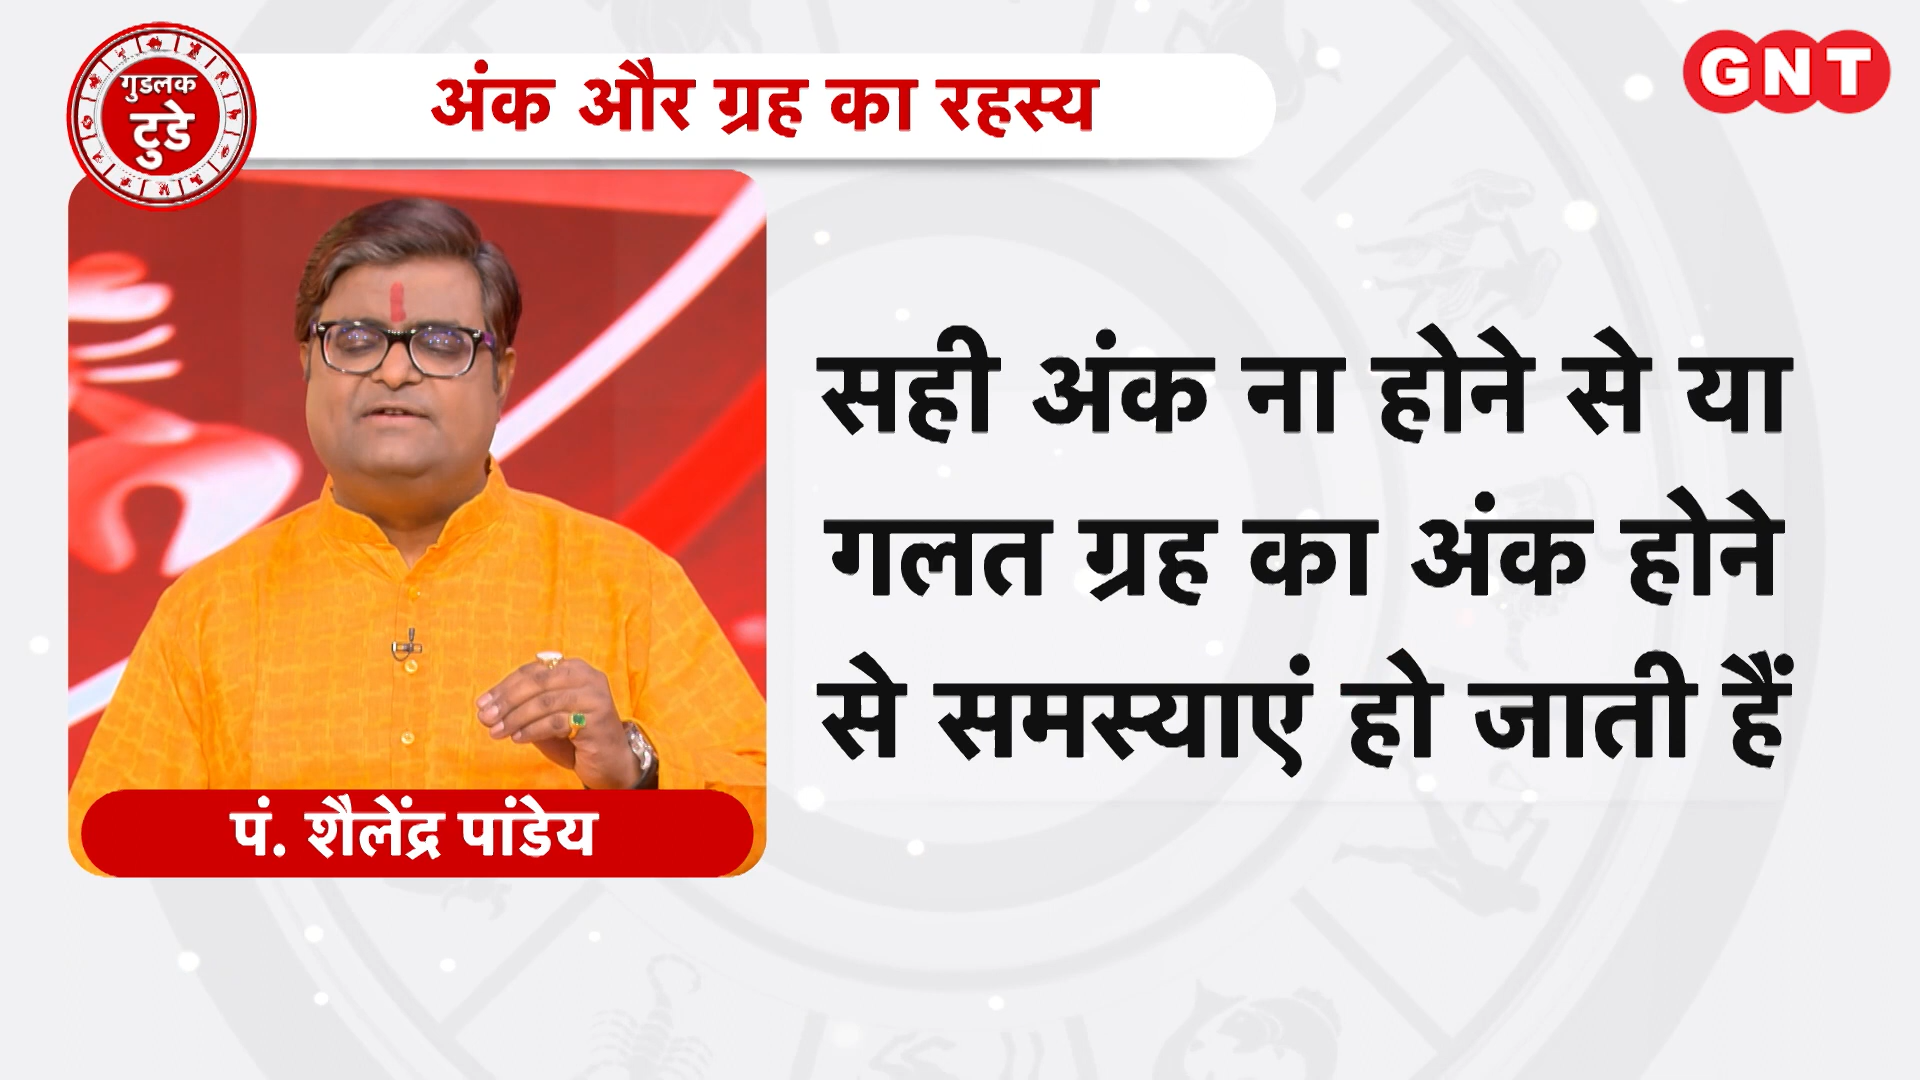 गुडलक
टुडे
अंक और ग्रह का रहस्य
GNT
सही अंक ना होने से या
गलत ग्रह का अंक होने
से समस्याएं हो जाती हैं
पं. शैलेंद्र पांडेय